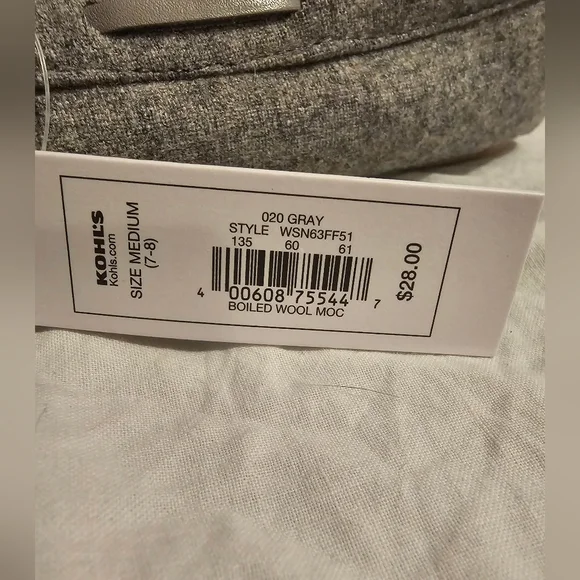 KOHL'S
Kohls.com
SIZE MEDIUM
(7-8)
020 GRAY
STYLE WSN63FF51
135 60 61
4 00608 75544 7
BOILED WOOL MOC
$28.00